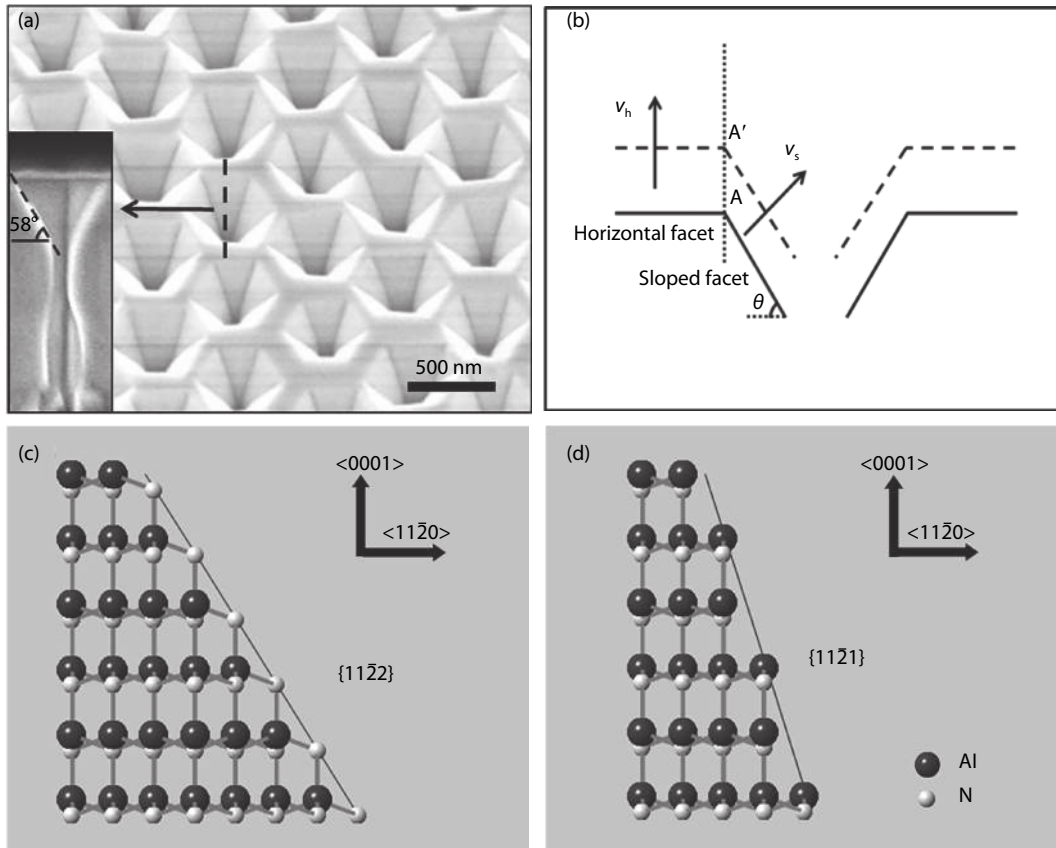 (a)
58°
500 nm
(b)
v_h
A′
v_s
A
Horizontal facet
Sloped facet
θ
(c)
<0001>
<112̄0>
{112̄2}
(d)
<0001>
<112̄0>
{112̄1}
Al
N